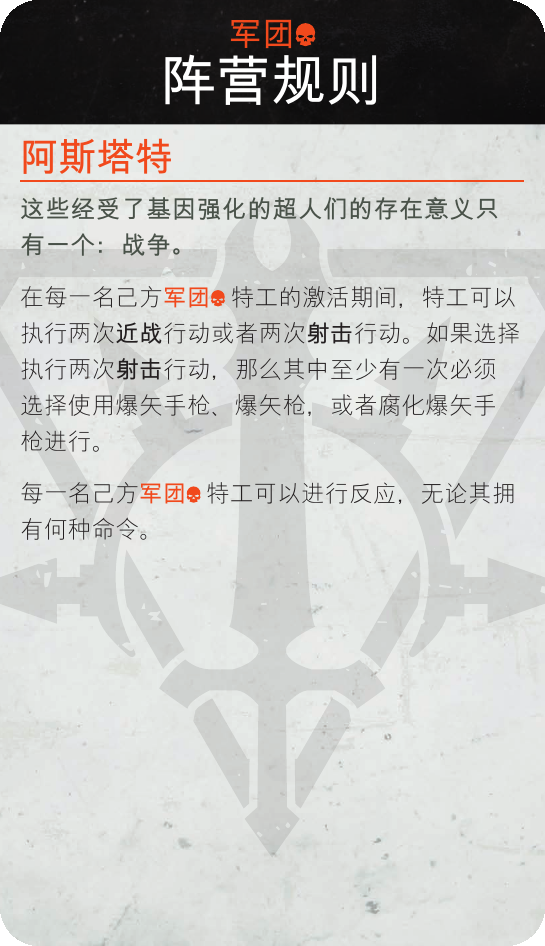 军团
阵营规则
阿斯塔特
这些经受了基因强化的超人们的存在意义只
有一个：战争。
在每一名己方军团特工的激活期间，特工可以
执行两次近战行动或者两次射击行动。如果选择
执行两次射击行动，那么其中至少有一次必须
选择使用爆矢手枪、爆矢枪，或者腐化爆矢手
枪进行。
每一名己方军团特工可以进行反应，无论其拥
有何种命令。